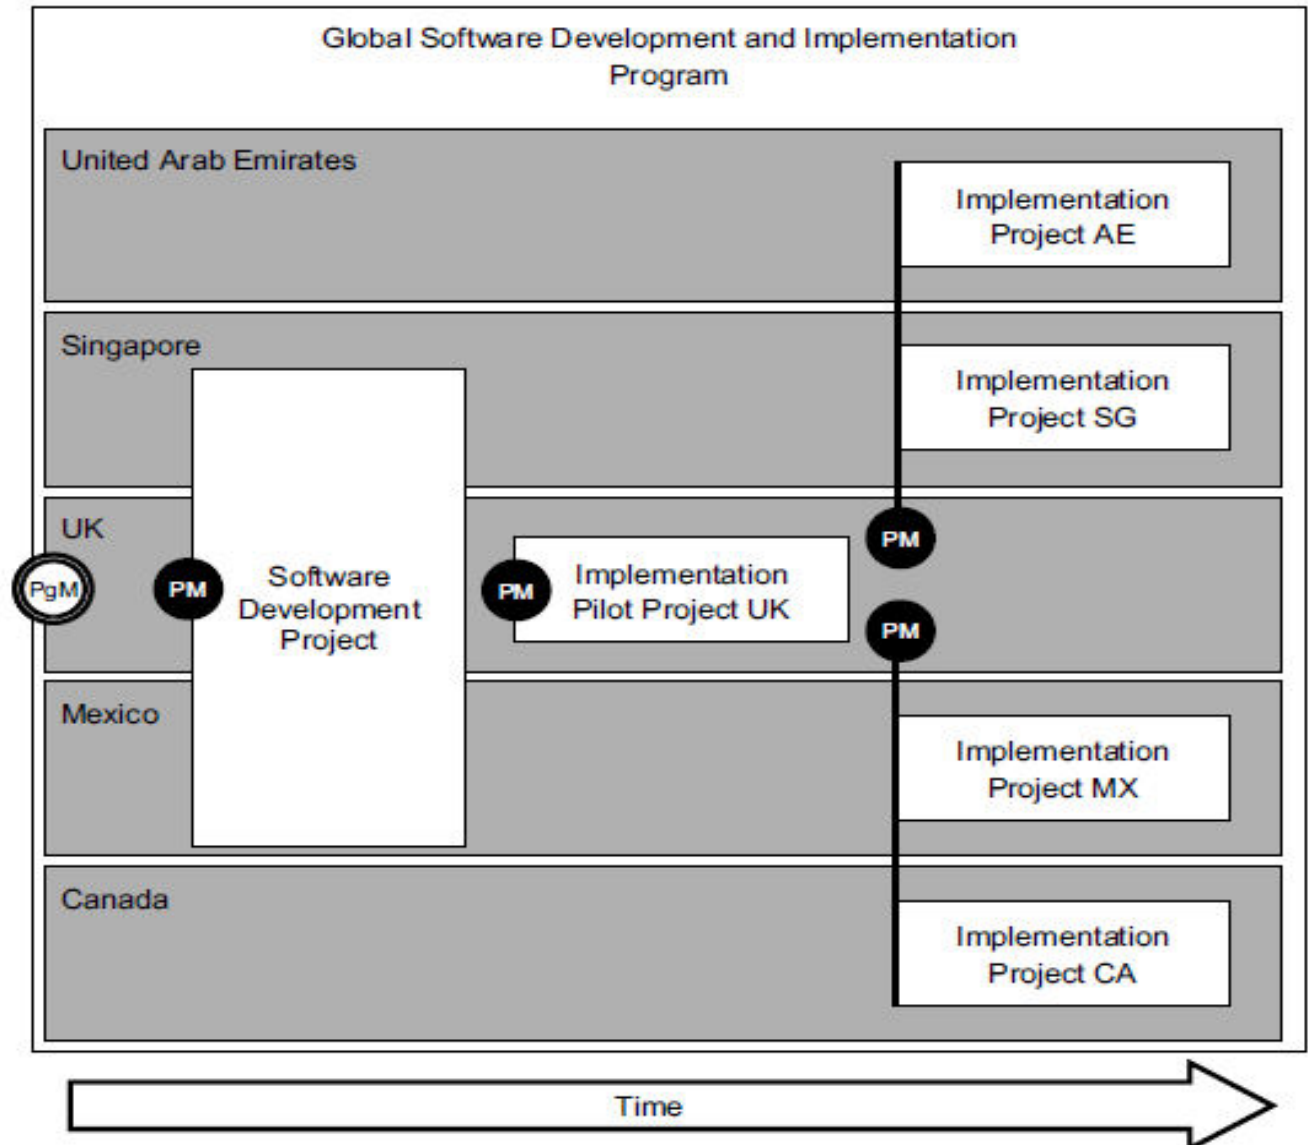 Global Software Development and Implementation
Program
United Arab Emirates
Implementation
Project AE
Singapore
Implementation
Project SG
UK
PgM
PM
Software
Development
Project
PM
Implementation
Pilot Project UK
PM
PM
Mexico
Implementation
Project MX
Canada
Implementation
Project CA
Time